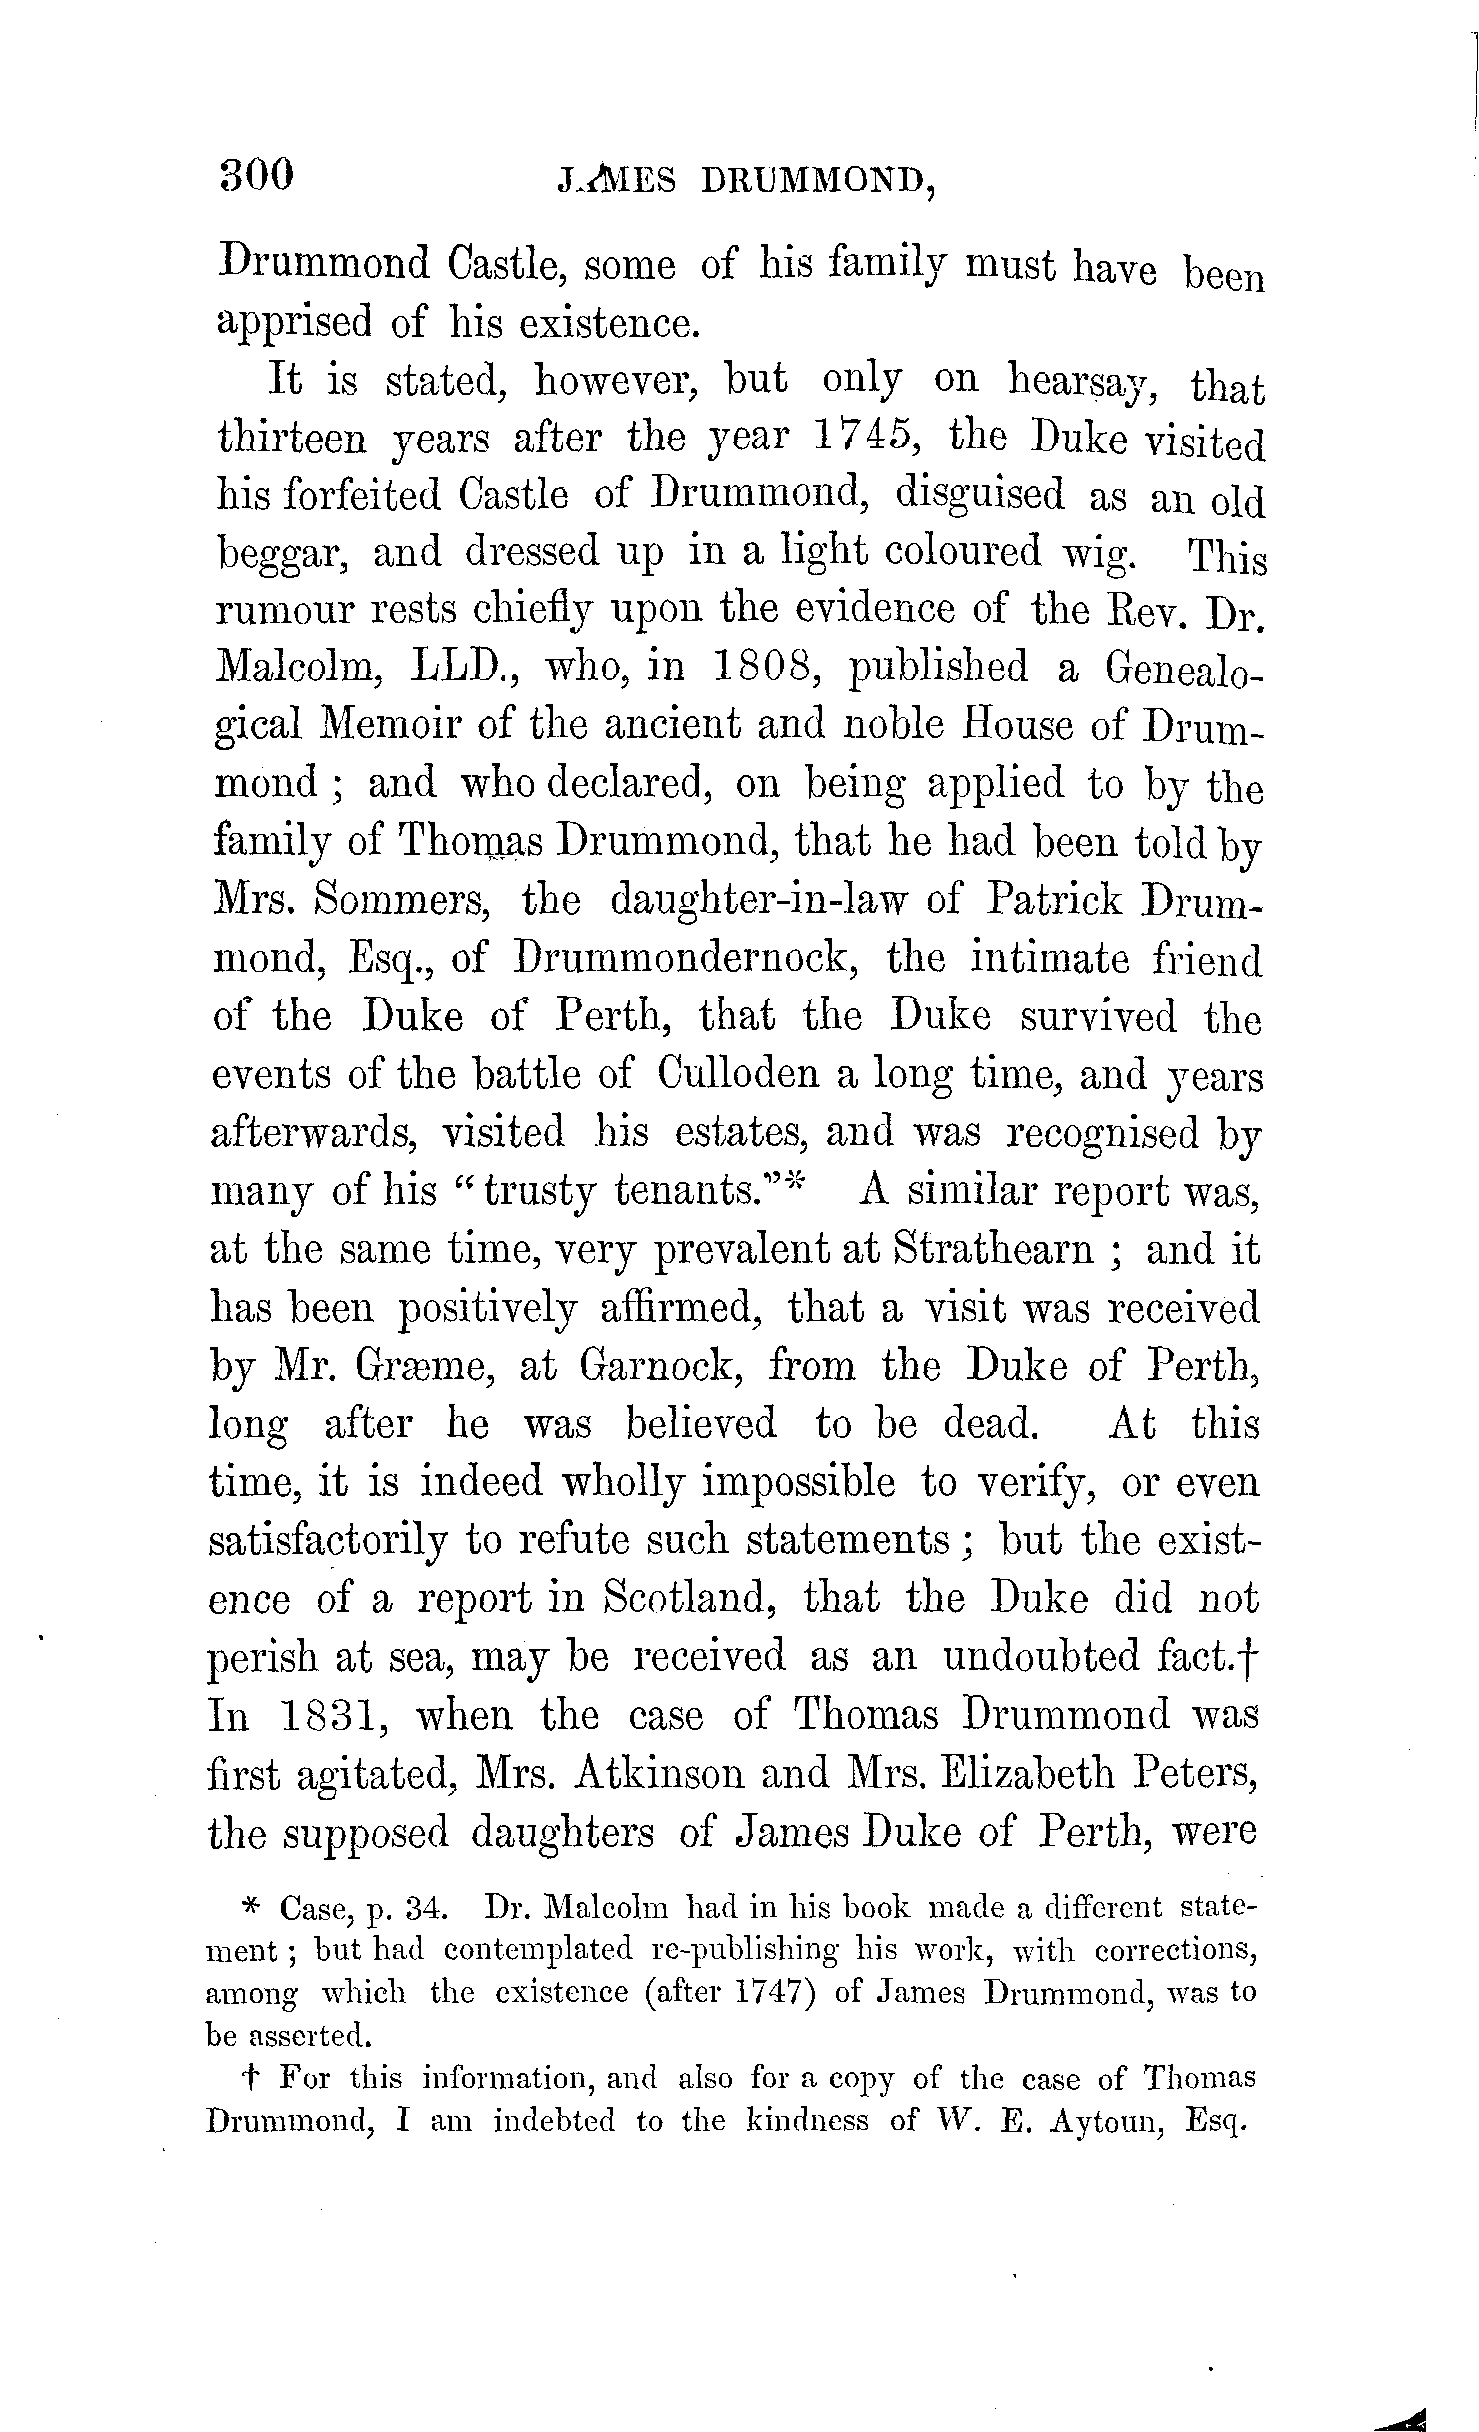 300 JAMES DRUMMOND,
Drummond Castle, some of his family must have been
apprised of his existence.
It is stated, however, but only on hearsay, that
thirteen years after the year 1745, the Duke visited
his forfeited Castle of Drummond, disguised as an old
beggar, and dressed up in a light coloured wig. This
rumour rests chiefly upon the evidence of the Rev. Dr.
Malcolm, LLD., who, in 1808, published a Genealo-
gical Memoir of the ancient and noble House of Drum-
mond ; and who declared, on being applied to by the
family of Thomas Drummond, that he had been told by
Mrs. Sommers, the daughter-in-law of Patrick Drum-
mond, Esq., of Drummondernock, the intimate friend
of the Duke of Perth, that the Duke survived the
events of the battle of Culloden a long time, and years
afterwards, visited his estates, and was recognised by
many of his "trusty tenants."* A similar report was,
at the same time, very prevalent at Strathearn ; and it
has been positively affirmed, that a visit was received
by Mr. Græme, at Garnock, from the Duke of Perth,
long after he was believed to be dead. At this
time, it is indeed wholly impossible to verify, or even
satisfactorily to refute such statements ; but the exist-
ence of a report in Scotland, that the Duke did not
perish at sea, may be received as an undoubted fact.†
In 1831, when the case of Thomas Drummond was
first agitated, Mrs. Atkinson and Mrs. Elizabeth Peters,
the supposed daughters of James Duke of Perth, were
* Case, p. 34. Dr. Malcolm had in his book made a different state-
ment ; but had contemplated re-publishing his work, with corrections,
among which the existence (after 1747) of James Drummond, was to
be asserted.
† For this information, and also for a copy of the case of Thomas
Drummond, I am indebted to the kindness of W. E. Aytoun, Esq.